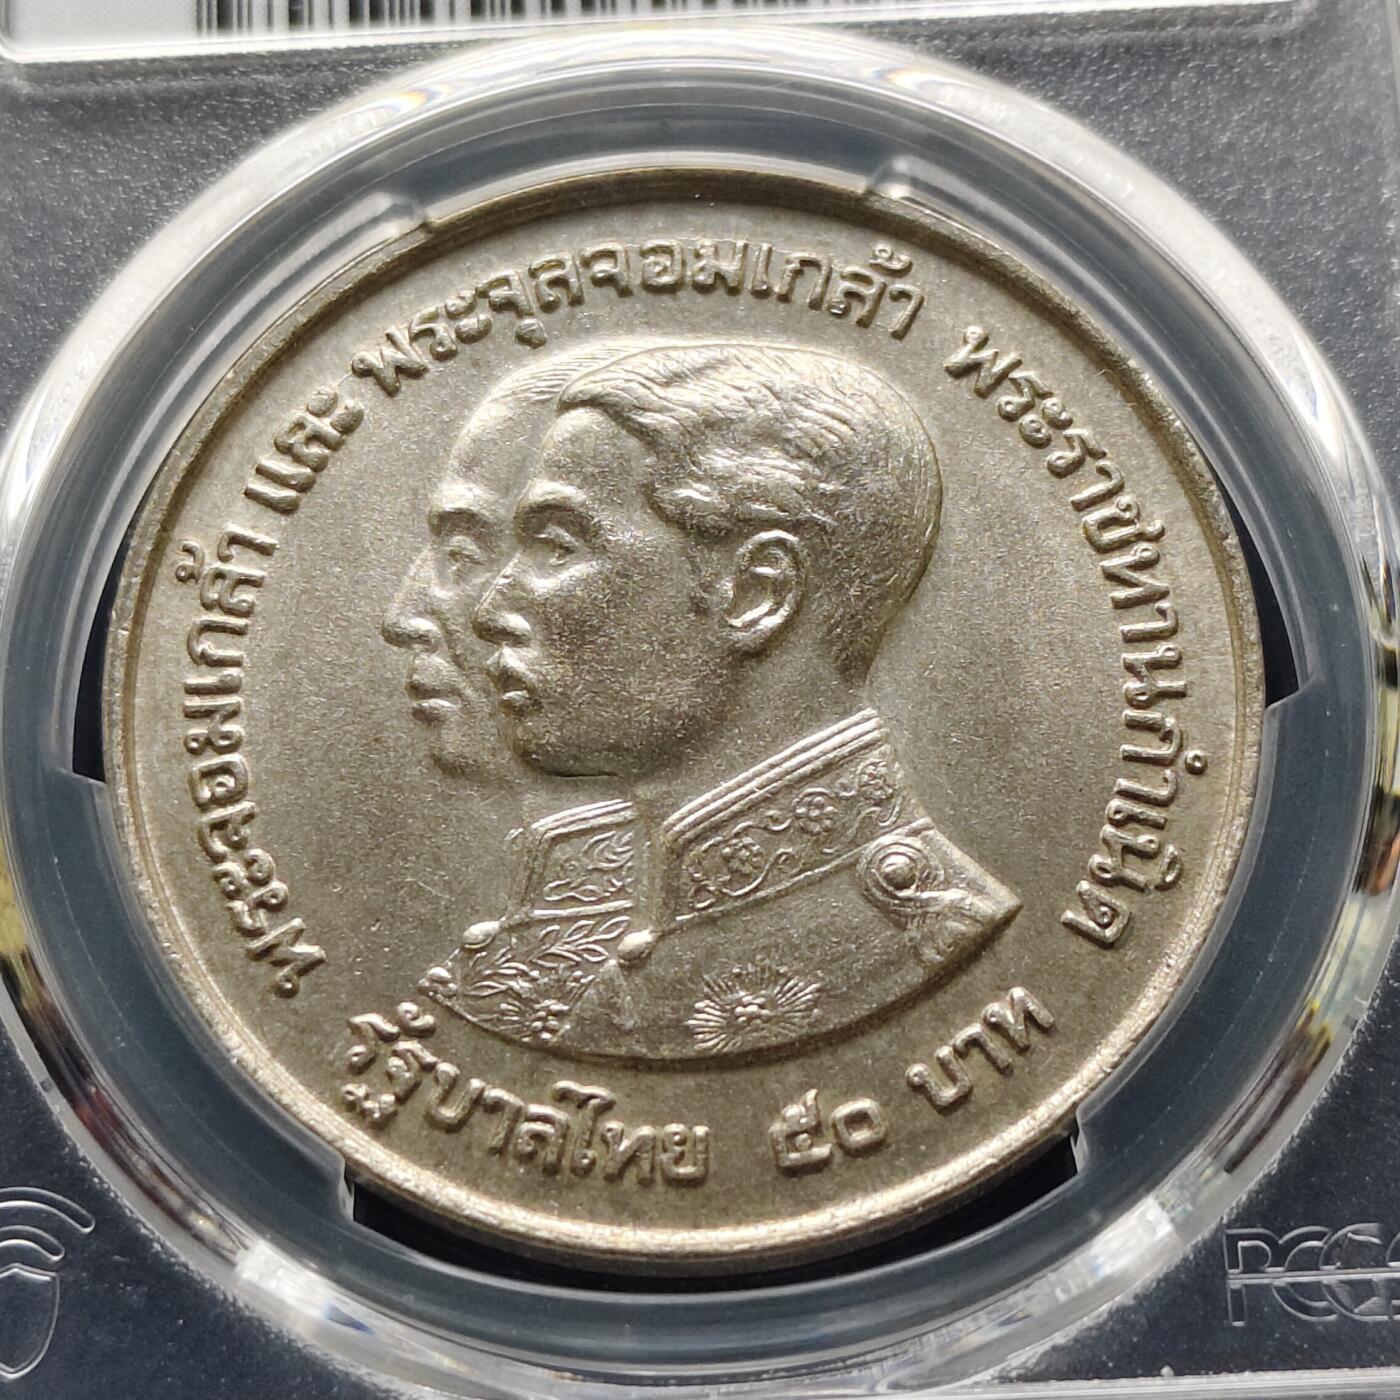 พระจอมเกล้า และ พระจุลจอมเกล้า พระราชทานกำเนิด
รัฐบาลไทย ๕๐ บาท
PCGS